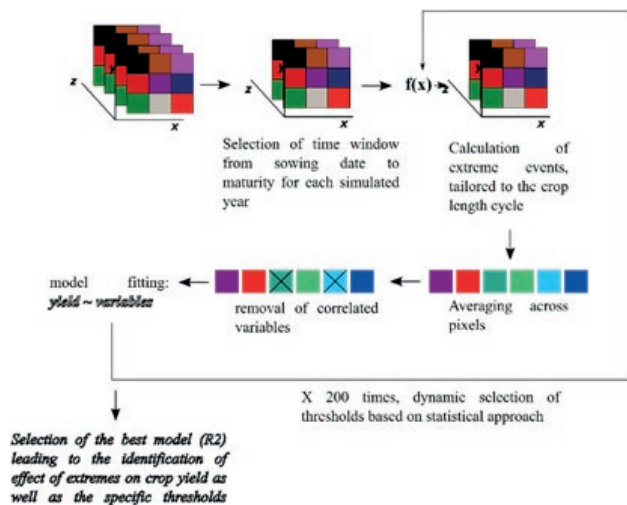 z
y
x
z
y
x
f(x)
z
y
x
Selection of time window
from sowing date to
maturity for each simulated
year
Calculation of
extreme events,
tailored to the crop
length cycle
model fitting:
yield ~ variables
removal of correlated
variables
Averaging across
pixels
X 200 times, dynamic selection of
thresholds based on statistical approach
Selection of the best model (R2)
leading to the identification of
effect of extremes on crop yield as
well as the specific thresholds